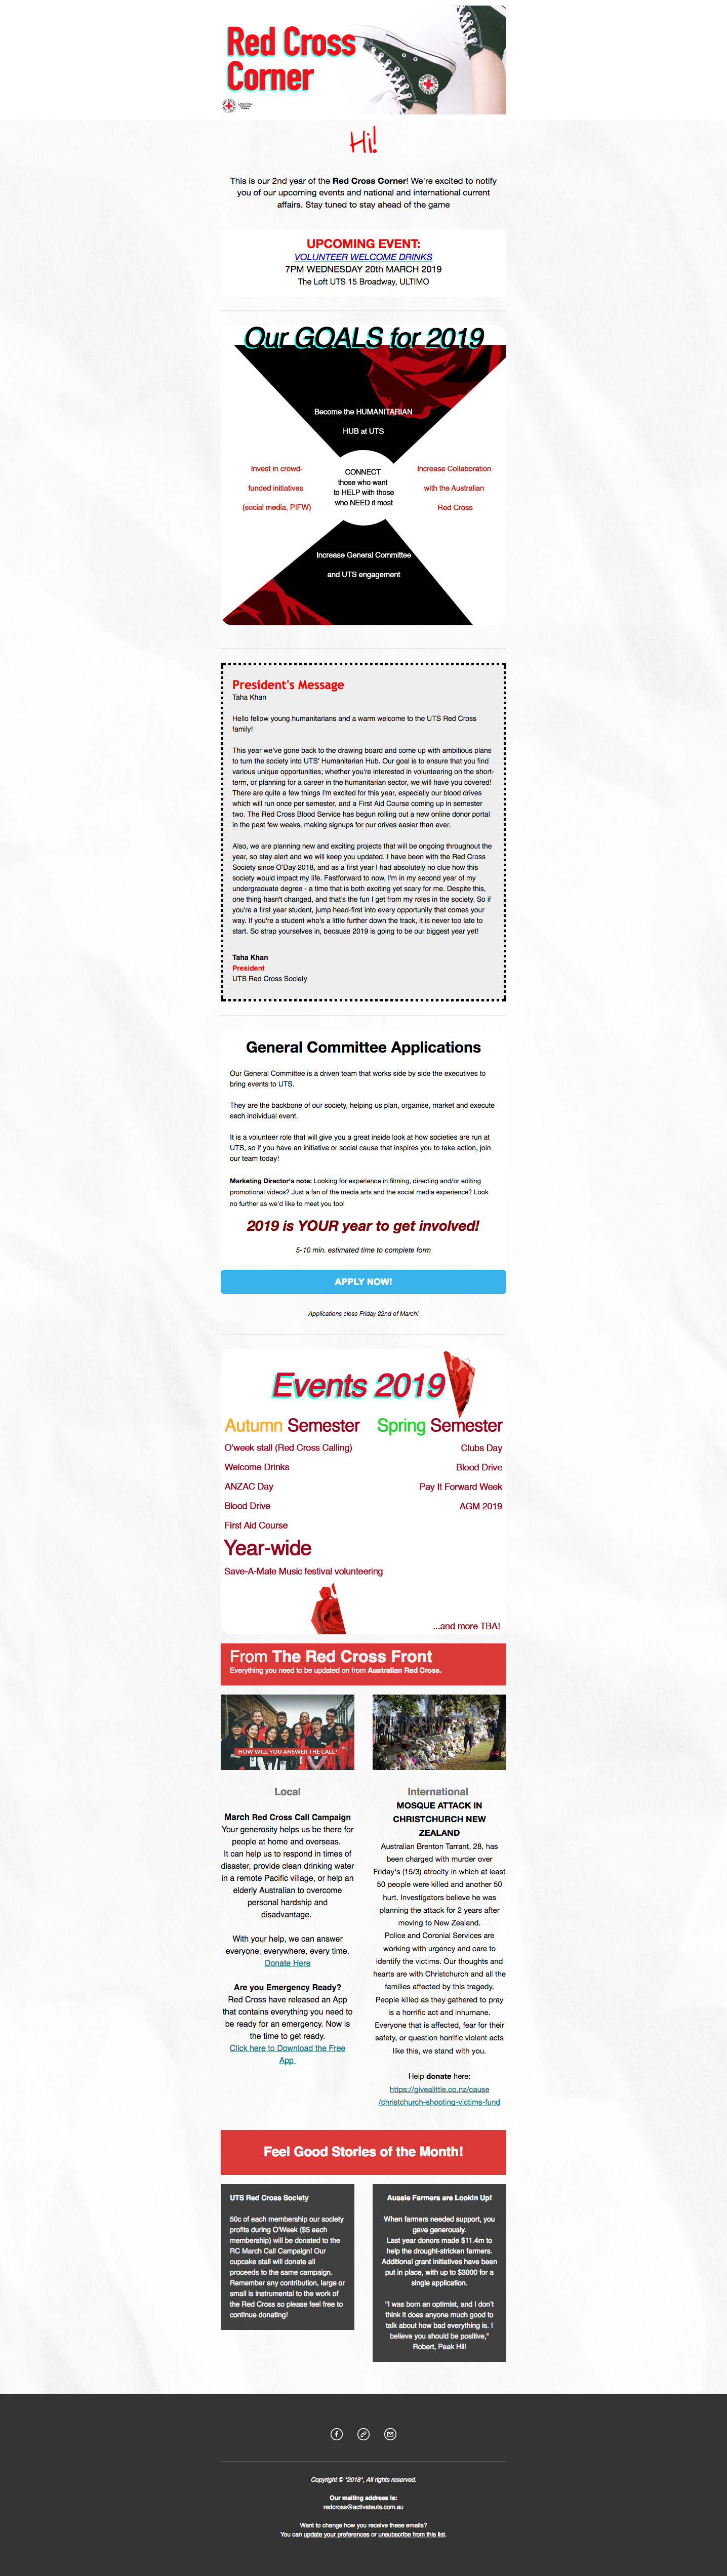 Red Cross
Corner
Hi!
This is our 2nd year of the Red Cross Corner! We're excited to notify
you of our upcoming events and national and international current
affairs. Stay tuned to stay ahead of the game
UPCOMING EVENT:
VOLUNTEER WELCOME DRINKS
7PM WEDNESDAY 20th MARCH 2019
The Loft UTS 15 Broadway, ULTIMO
Our GOALS for 2019
Become the HUMANITARIAN
HUB at UTS
Invest in crowd-
funded initiatives
(social media, PIFW)
CONNECT
those who want
to HELP with those
who NEED it most
Increase Collaboration
with the Australian
Red Cross
Increase General Committee
and UTS engagement
President's Message
Taha Khan
Hello fellow young humanitarians and a warm welcome to the UTS Red Cross
family!
This year we've gone back to the drawing board and come up with ambitious plans
to turn the society into UTS' Humanitarian Hub. Our goal is to ensure that you find
various unique opportunities; whether you're interested in volunteering on the short-
term, or planning for a career in the humanitarian sector, we will have you covered!
There are quite a few things I'm excited for this year, especially our blood drives
which will run once per semester, and a First Aid Course coming up in semester
two. The Red Cross Blood Service has begun rolling out a new online donor portal
in the past few weeks, making signups for our drives easier than ever.
Also, we are planning new and exciting projects that will be ongoing throughout the
year, so stay alert and we will keep you updated. I have been with the Red Cross
Society since O'Day 2018, and as a first year I had absolutely no clue how this
society would impact my life. Fastforward to now, I'm in my second year of my
undergraduate degree - a time that is both exciting yet scary for me. Despite this,
one thing hasn't changed, and that's the fun I get from my roles in the society. So if
you're a first year student, jump head-first into every opportunity that comes your
way. If you're a student who's a little further down the track, it is never too late to
start. So strap yourselves in, because 2019 is going to be our biggest year yet!
Taha Khan
President
UTS Red Cross Society
General Committee Applications
Our General Committee is a driven team that works side by side the executives to
bring events to UTS.
They are the backbone of our society, helping us plan, organise, market and execute
each individual event.
It is a volunteer role that will give you a great inside look at how societies are run at
UTS, so if you have an initiative or social cause that inspires you to take action, join
our team today!
Marketing Director's note: Looking for experience in filming, directing and/or editing
promotional videos? Just a fan of the media arts and the social media experience? Look
no further as we'd like to meet you too!
2019 is YOUR year to get involved!
5-10 min. estimated time to complete form
APPLY NOW!
Applications close Friday 22nd of March!
Events 2019
Autumn Semester
O'week stall (Red Cross Calling)
Welcome Drinks
ANZAC Day
Blood Drive
First Aid Course
Spring Semester
Clubs Day
Blood Drive
Pay It Forward Week
AGM 2019
Year-wide
Save-A-Mate Music festival volunteering
...and more TBA!
From The Red Cross Front
Everything you need to be updated on from Australian Red Cross.
HOW WILL YOU ANSWER THE CALL?
Local
March Red Cross Call Campaign
Your generosity helps us be there for
people at home and overseas.
It can help us to respond in times of
disaster, provide clean drinking water
in a remote Pacific village, or help an
elderly Australian to overcome
personal hardship and
disadvantage.
With your help, we can answer
everyone, everywhere, every time.
Donate Here
Are you Emergency Ready?
Red Cross have released an App
that contains everything you need to
be ready for an emergency. Now is
the time to get ready.
Click here to Download the Free
App
International
MOSQUE ATTACK IN
CHRISTCHURCH NEW
ZEALAND
Australian Brenton Tarrant, 28, has
been charged with murder over
Friday's (15/3) atrocity in which at least
50 people were killed and another 50
hurt. Investigators believe he was
planning the attack for 2 years after
moving to New Zealand.
Police and Coronial Services are
working with urgency and care to
identify the victims. Our thoughts and
hearts are with Christchurch and all the
families affected by this tragedy.
People killed as they gathered to pray
is a horrific act and inhumane.
Everyone that is affected, fear for their
safety, or question horrific violent acts
like this, we stand with you.
Help donate here:
https://givealittle.co.nz/cause
/christchurch-shooting-victims-fund
Feel Good Stories of the Month!
UTS Red Cross Society
50c of each membership our society
profits during O'Week ($5 each
membership) will be donated to the
RC March Call Campaign! Our
cupcake stall will donate all
proceeds to the same campaign.
Remember any contribution, large or
small is instrumental to the work of
the Red Cross so please feel free to
continue donating!
Aussie Farmers are Lookin Up!
When farmers needed support, you
gave generously.
Last year donors made $11.4m to
help the drought-stricken farmers.
Additional grant initiatives have been
put in place, with up to $3000 for a
single application.
"I was born an optimist, and I don't
think it does anyone much good to
talk about how bad everything is. I
believe you should be positive,"
Robert, Peak Hill
Copyright © *2018*, All rights reserved.
Our mailing address is:
redcross@activateuts.com.au
Want to change how you receive these emails?
You can update your preferences or unsubscribe from this list.